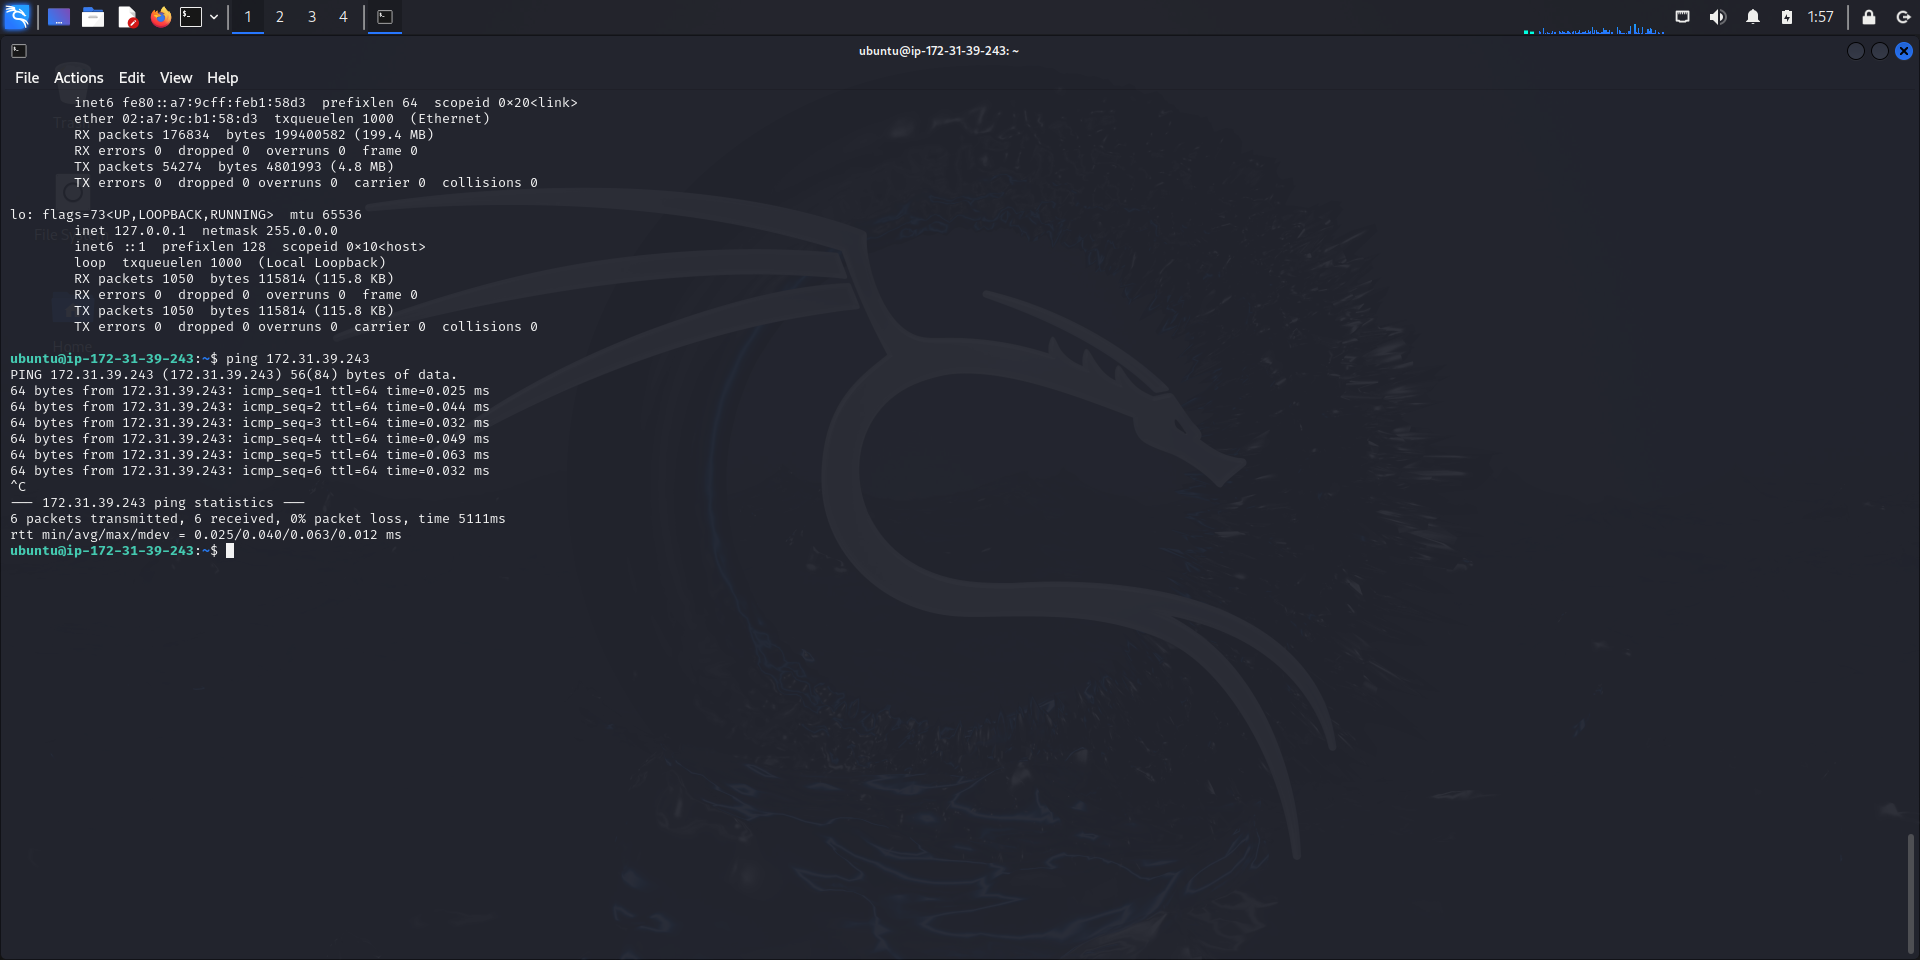 1 2 3 4 1:57
ubuntu@ip-172-31-39-243: ~
File Actions Edit View Help
inet6 fe80::a7:9cff:feb1:58d3  prefixlen 64  scopeid 0×20<link>
ether 02:a7:9c:b1:58:d3  txqueuelen 1000  (Ethernet)
RX packets 176834  bytes 199400582 (199.4 MB)
RX errors 0  dropped 0  overruns 0  frame 0
TX packets 54274  bytes 4801993 (4.8 MB)
TX errors 0  dropped 0 overruns 0  carrier 0  collisions 0
lo: flags=73<UP,LOOPBACK,RUNNING>  mtu 65536
inet 127.0.0.1  netmask 255.0.0.0
inet6 ::1  prefixlen 128  scopeid 0×10<host>
loop  txqueuelen 1000  (Local Loopback)
RX packets 1050  bytes 115814 (115.8 KB)
RX errors 0  dropped 0  overruns 0  frame 0
TX packets 1050  bytes 115814 (115.8 KB)
TX errors 0  dropped 0 overruns 0  carrier 0  collisions 0
Home
ubuntu@ip-172-31-39-243:~$ ping 172.31.39.243
PING 172.31.39.243 (172.31.39.243) 56(84) bytes of data.
64 bytes from 172.31.39.243: icmp_seq=1 ttl=64 time=0.025 ms
64 bytes from 172.31.39.243: icmp_seq=2 ttl=64 time=0.044 ms
64 bytes from 172.31.39.243: icmp_seq=3 ttl=64 time=0.032 ms
64 bytes from 172.31.39.243: icmp_seq=4 ttl=64 time=0.049 ms
64 bytes from 172.31.39.243: icmp_seq=5 ttl=64 time=0.063 ms
64 bytes from 172.31.39.243: icmp_seq=6 ttl=64 time=0.032 ms
^C
--- 172.31.39.243 ping statistics ---
6 packets transmitted, 6 received, 0% packet loss, time 5111ms
rtt min/avg/max/mdev = 0.025/0.040/0.063/0.012 ms
ubuntu@ip-172-31-39-243:~$